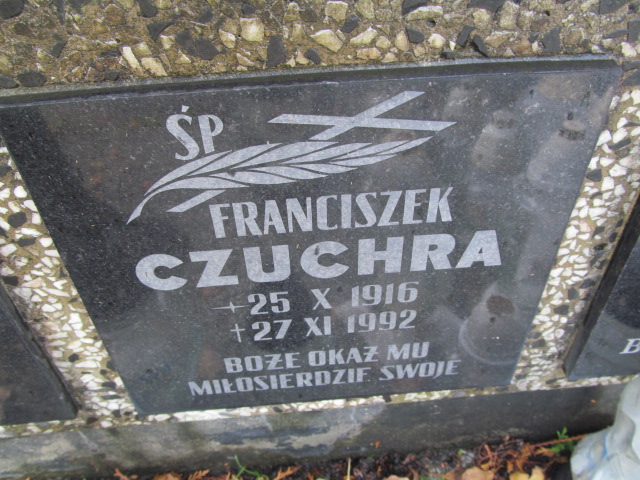 ŚP
FRANCISZEK
CZUCHRA
25 X 1916
+27 XI 1992
BOŻE OKAŻ MU
MIŁOSIERDZIE SWOJE
B